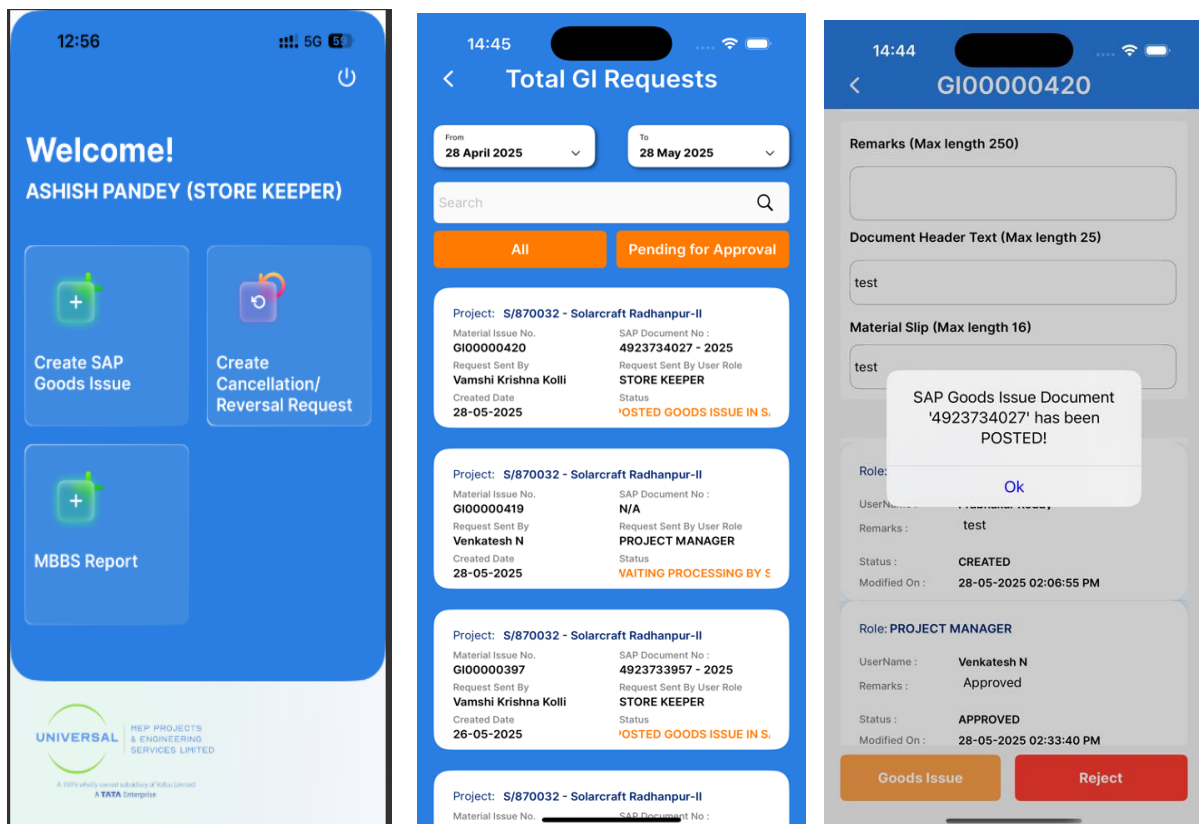 12:56
5G
Welcome!
ASHISH PANDEY (STORE KEEPER)
Create SAP
Goods Issue
Create
Cancellation/
Reversal Request
MBBS Report
UNIVERSAL
MEP PROJECTS
& ENGINEERING
SERVICES LIMITED
A 100% wholly owned subsidiary of Voltas Limited
A TATA Enterprise
14:45
Total GI Requests
From
28 April 2025
To
28 May 2025
Search
All
Pending for Approval
Project: S/870032 - Solarcraft Radhanpur-II
Material Issue No. SAP Document No :
GI00000420 4923734027 - 2025
Request Sent By Request Sent By User Role
Vamshi Krishna Kolli STORE KEEPER
Created Date Status
28-05-2025 POSTED GOODS ISSUE IN SA
Project: S/870032 - Solarcraft Radhanpur-II
Material Issue No. SAP Document No :
GI00000419 N/A
Request Sent By Request Sent By User Role
Venkatesh N PROJECT MANAGER
Created Date Status
28-05-2025 WAITING PROCESSING BY S
Project: S/870032 - Solarcraft Radhanpur-II
Material Issue No. SAP Document No :
GI00000397 4923733957 - 2025
Request Sent By Request Sent By User Role
Vamshi Krishna Kolli STORE KEEPER
Created Date Status
26-05-2025 POSTED GOODS ISSUE IN SA
Project: S/870032 - Solarcraft Radhanpur-II
Material Issue No. SAP Document No :
14:44
GI00000420
Remarks (Max length 250)
Document Header Text (Max length 25)
test
Material Slip (Max length 16)
test
SAP Goods Issue Document
'4923734027' has been
POSTED!
Ok
Role:
UserName :
Remarks : test
Status : CREATED
Modified On : 28-05-2025 02:06:55 PM
Role: PROJECT MANAGER
UserName : Venkatesh N
Remarks : Approved
Status : APPROVED
Modified On : 28-05-2025 02:33:40 PM
Goods Issue
Reject